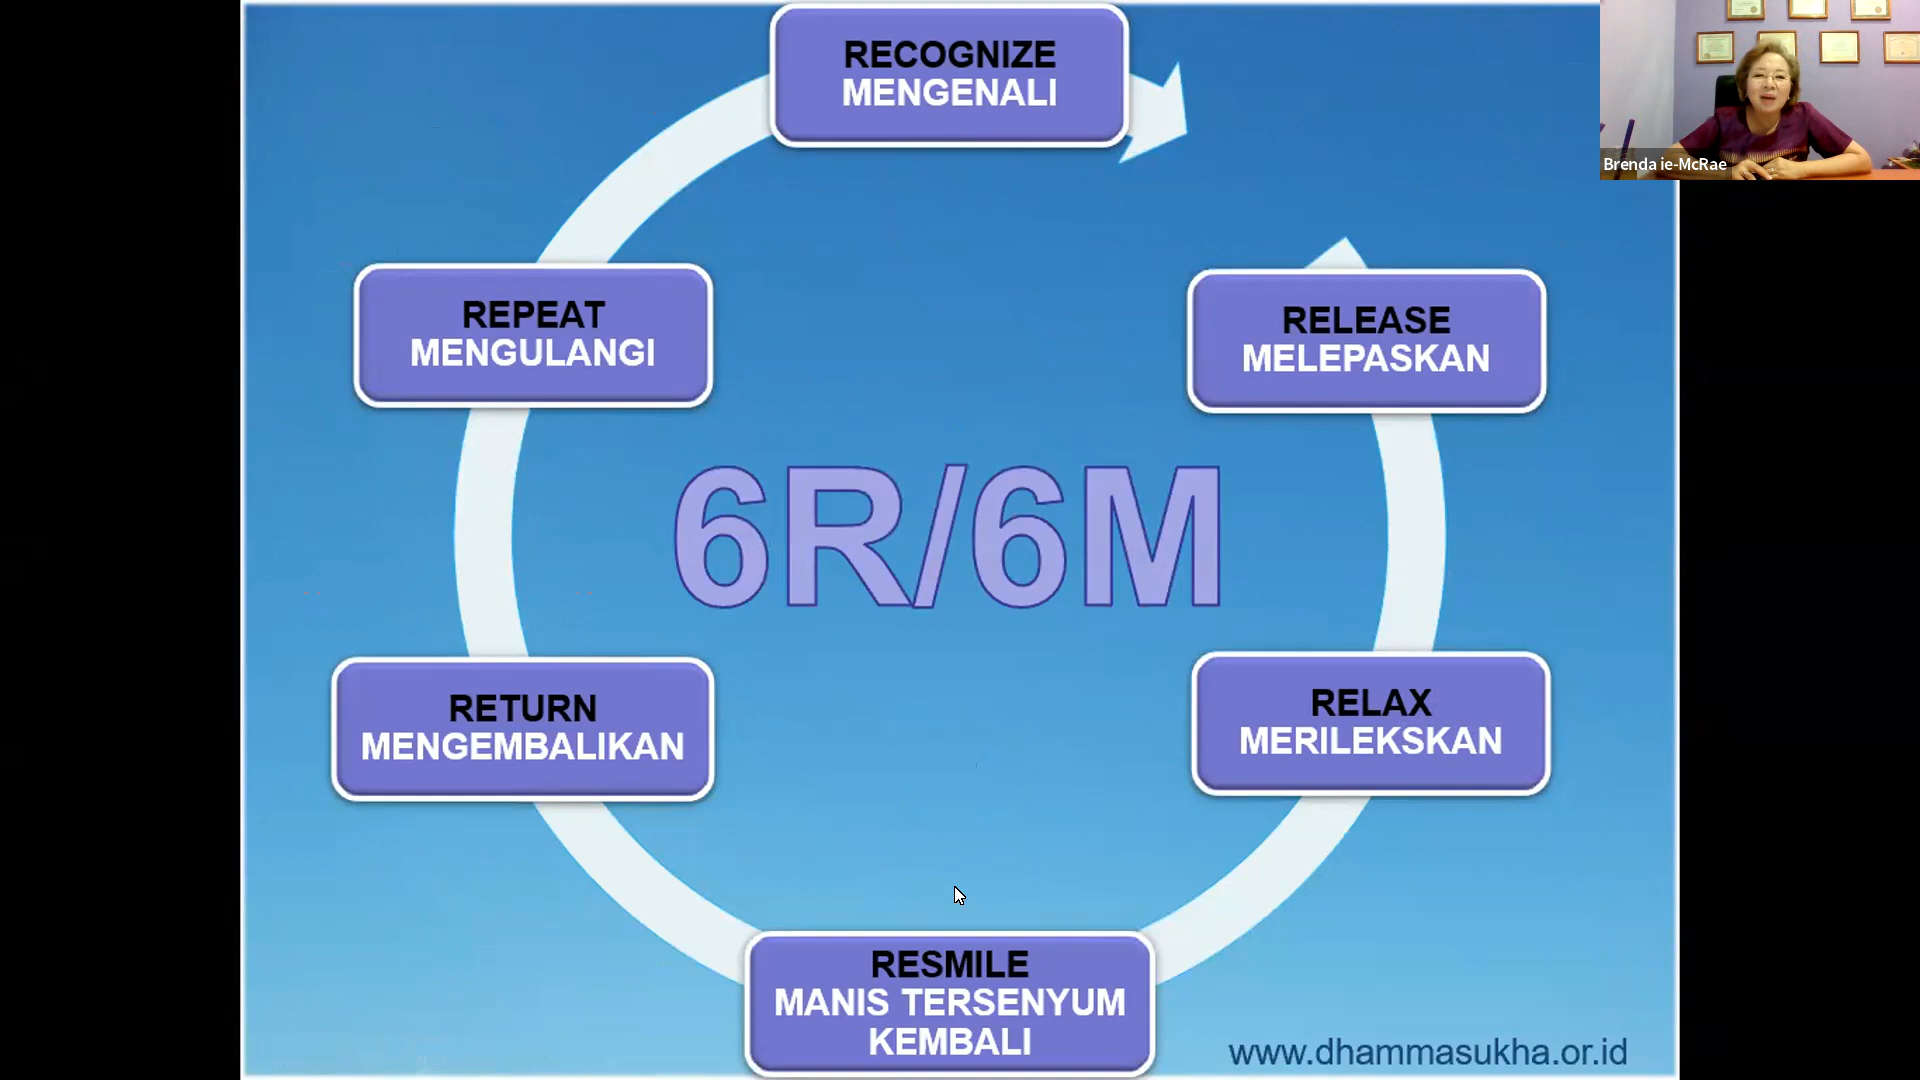 RECOGNIZE
MENGENALI
Brenda ie-McRae
REPEAT
MENGULANGI
RELEASE
MELEPASKAN
6R/6M
RETURN
MENGEMBALIKAN
RELAX
MERILEKSKAN
RESMILE
MANIS TERSENYUM
KEMBALI
www.dhammasukha.or.id